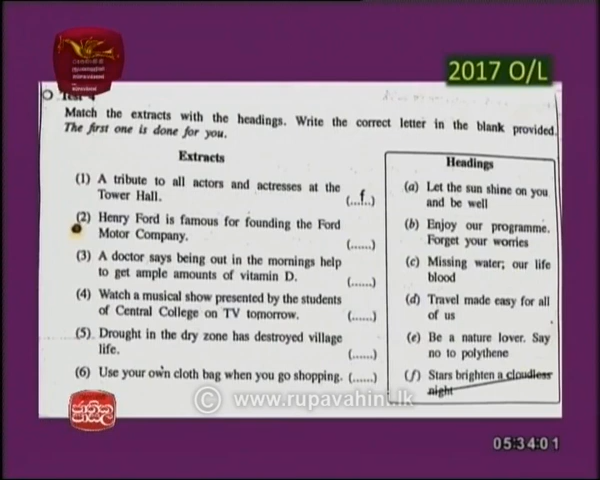 2017 O/L
Test 4
Match the extracts with the headings. Write the correct letter in the blank provided.
The first one is done for you.
Extracts
(1) A tribute to all actors and actresses at the
Tower Hall. (...f..)
(2) Henry Ford is famous for founding the Ford
Motor Company. (......)
(3) A doctor says being out in the mornings help
to get ample amounts of vitamin D. (......)
(4) Watch a musical show presented by the students
of Central College on TV tomorrow. (......)
(5) Drought in the dry zone has destroyed village
life. (......)
(6) Use your own cloth bag when you go shopping. (......)
Headings
(a) Let the sun shine on you
and be well
(b) Enjoy our programme.
Forget your worries
(c) Missing water; our life
blood
(d) Travel made easy for all
of us
(e) Be a nature lover. Say
no to polythene
(f) Stars brighten a cloudless
night
ජාතික
© www.rupavahini.lk
05:34:01